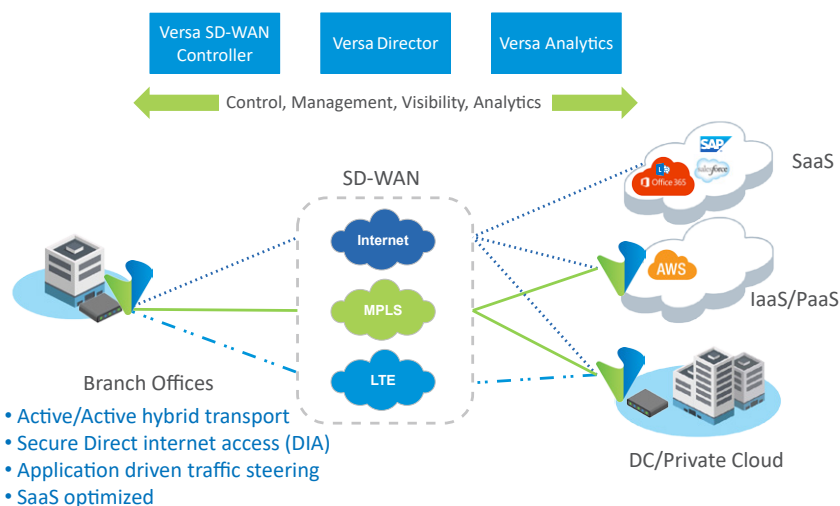 Versa SD-WAN
Controller
Versa Director
Versa Analytics
Control, Management, Visibility, Analytics
SD-WAN
SAP
Office 365
salesforce
SaaS
Internet
AWS
IaaS/PaaS
MPLS
LTE
Branch Offices
• Active/Active hybrid transport
• Secure Direct internet access (DIA)
• Application driven traffic steering
• SaaS optimized
DC/Private Cloud